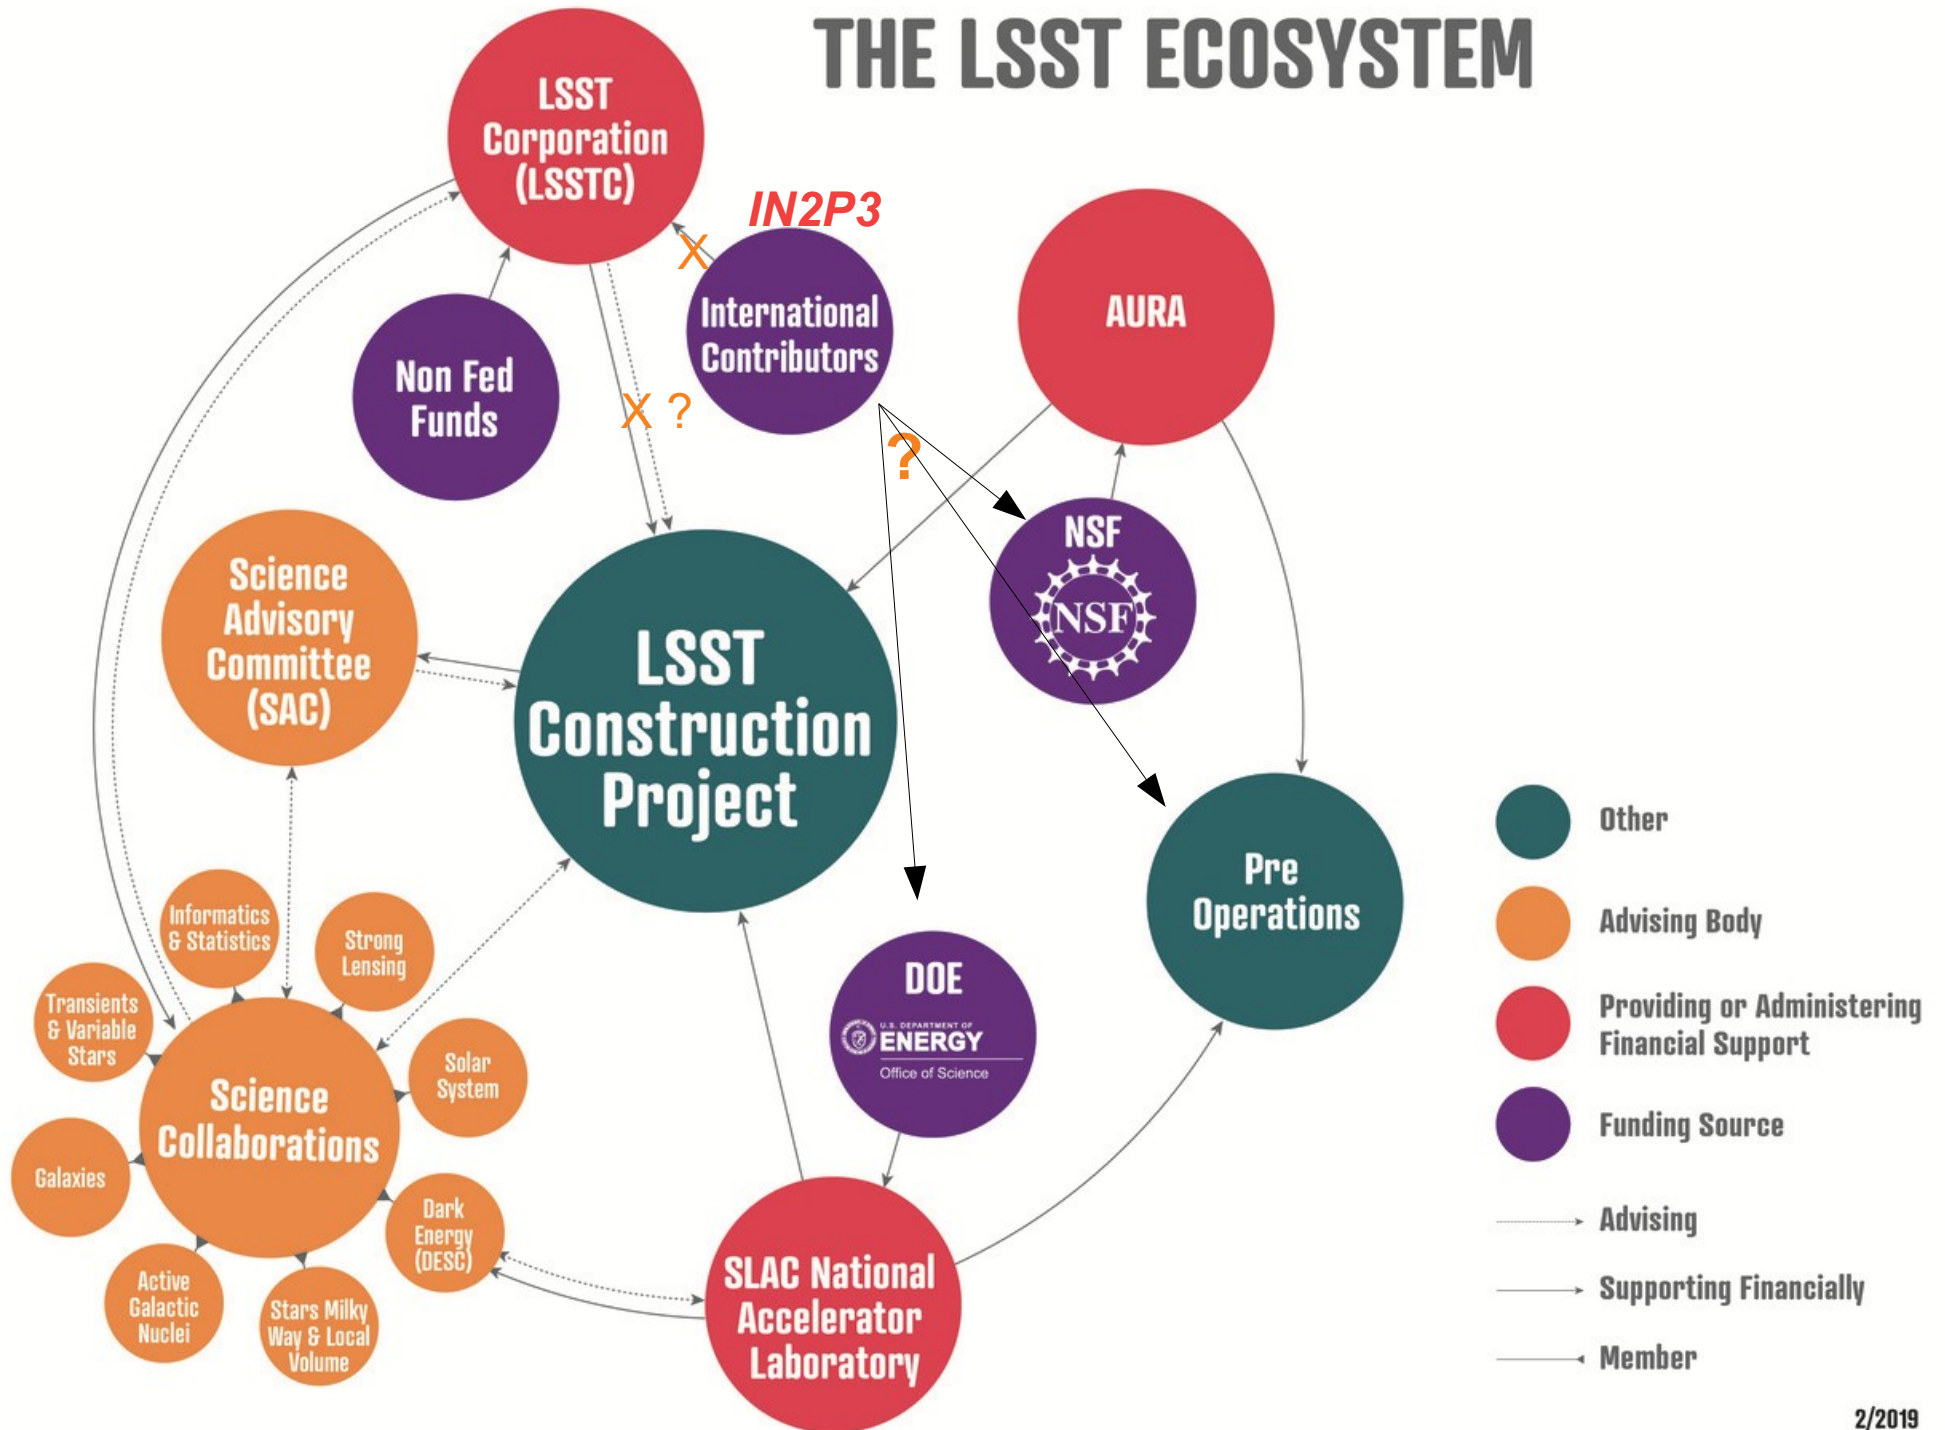 THE LSST ECOSYSTEM
LSST
Corporation
(LSSTC)
IN2P3
X
International
Contributors
AURA
Non Fed
Funds
X ?
?
NSF
NSF
Science
Advisory
Committee
(SAC)
LSST
Construction
Project
Pre
Operations
Informatics
& Statistics
Strong
Lensing
Transients
& Variable
Stars
Solar
System
Science
Collaborations
Galaxies
Dark
Energy
(DESC)
Active
Galactic
Nuclei
Stars Milky
Way & Local
Volume
DOE
U.S. DEPARTMENT OF
ENERGY
Office of Science
SLAC National
Accelerator
Laboratory
Other
Advising Body
Providing or Administering
Financial Support
Funding Source
Advising
Supporting Financially
Member
2/2019